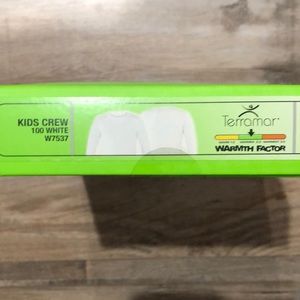 KIDS CREW
100 WHITE
W7537
Terramar
WARMTH FACTOR